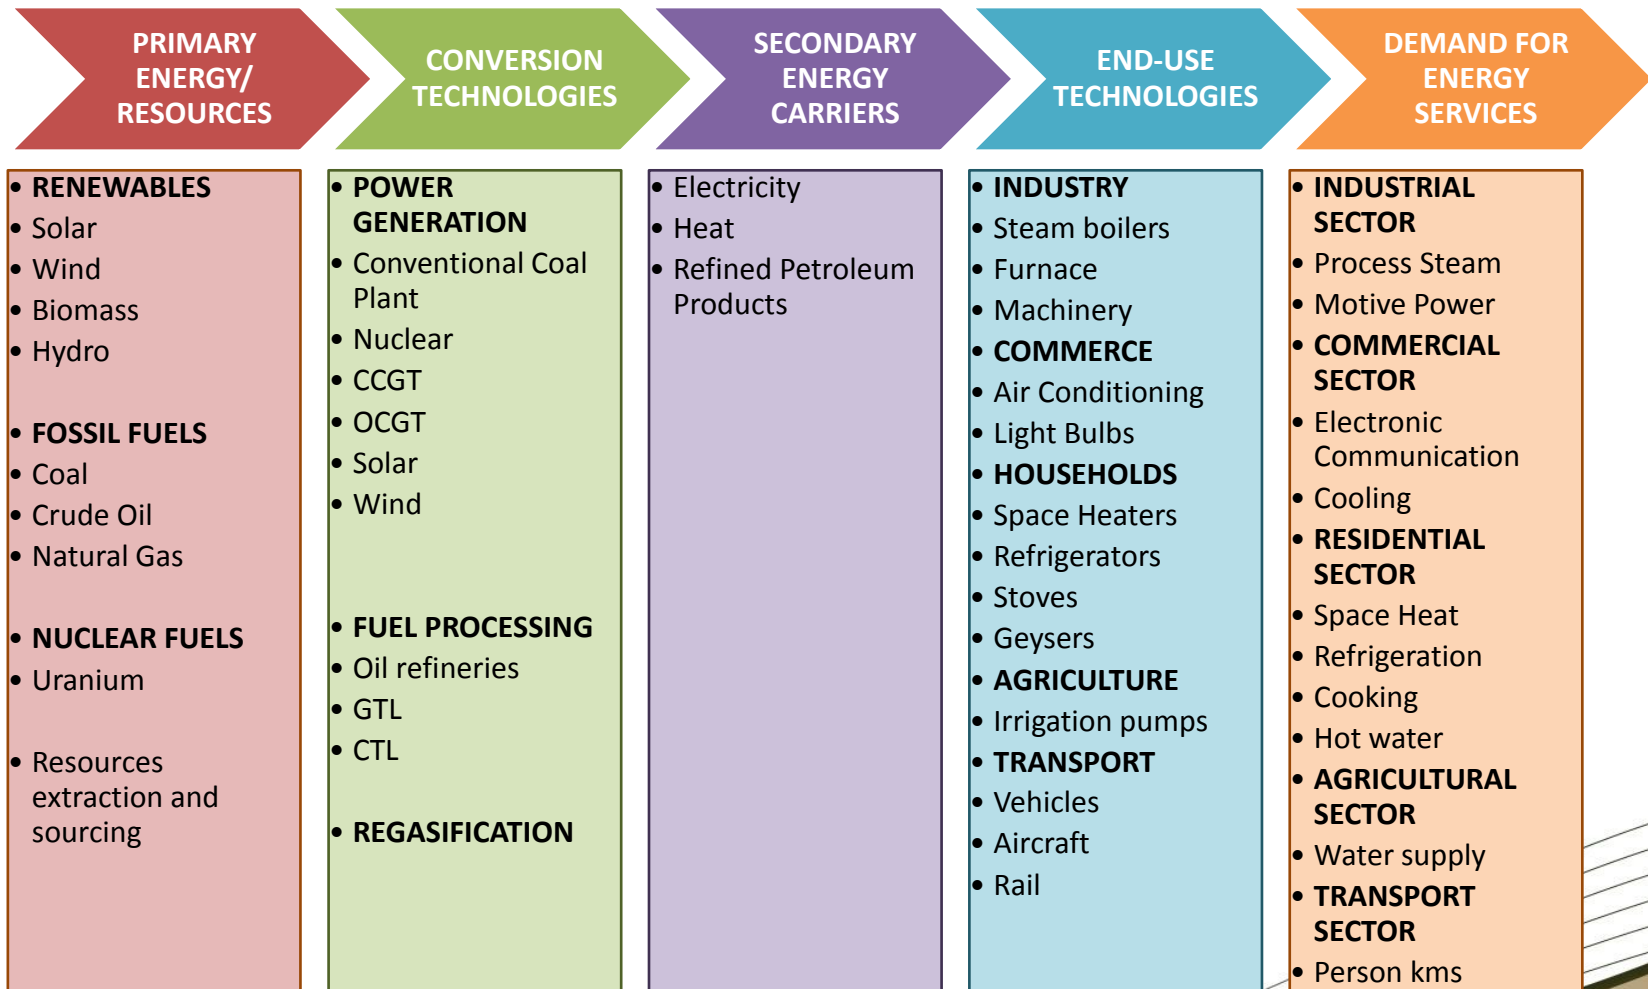 PRIMARY
ENERGY/
RESOURCES
CONVERSION
TECHNOLOGIES
SECONDARY
ENERGY
CARRIERS
END-USE
TECHNOLOGIES
DEMAND FOR
ENERGY
SERVICES
• RENEWABLES
• Solar
• Wind
• Biomass
• Hydro
• FOSSIL FUELS
• Coal
• Crude Oil
• Natural Gas
• NUCLEAR FUELS
• Uranium
• Resources
extraction and
sourcing
• POWER
GENERATION
• Conventional Coal
Plant
• Nuclear
• CCGT
• OCGT
• Solar
• Wind
• FUEL PROCESSING
• Oil refineries
• GTL
• CTL
• REGASIFICATION
• Electricity
• Heat
• Refined Petroleum
Products
• INDUSTRY
• Steam boilers
• Furnace
• Machinery
• COMMERCE
• Air Conditioning
• Light Bulbs
• HOUSEHOLDS
• Space Heaters
• Refrigerators
• Stoves
• Geysers
• AGRICULTURE
• Irrigation pumps
• TRANSPORT
• Vehicles
• Aircraft
• Rail
• INDUSTRIAL
SECTOR
• Process Steam
• Motive Power
• COMMERCIAL
SECTOR
• Electronic
Communication
• Cooling
• RESIDENTIAL
SECTOR
• Space Heat
• Refrigeration
• Cooking
• Hot water
• AGRICULTURAL
SECTOR
• Water supply
• TRANSPORT
SECTOR
• Person kms